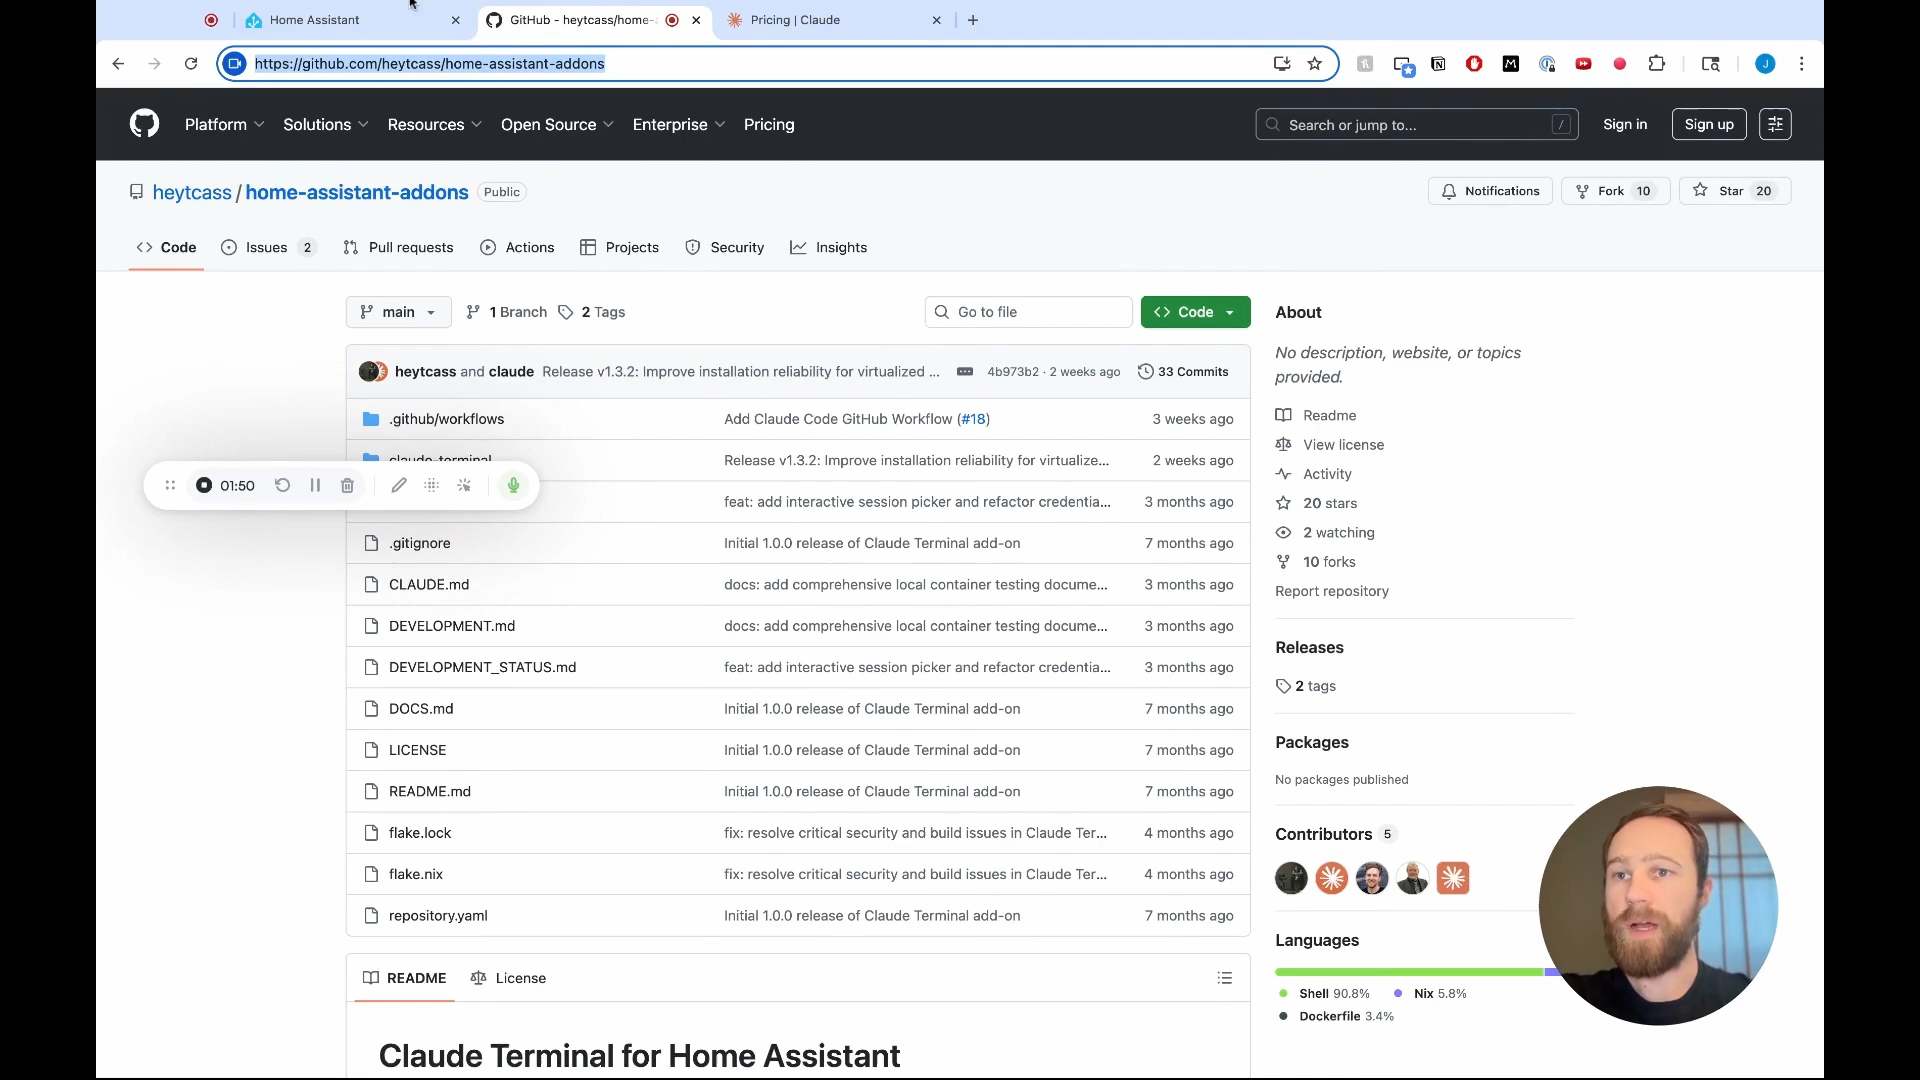 Home Assistant
GitHub - heytcass/home-
Pricing | Claude
https://github.com/heytcass/home-assistant-addons
J
Platform
Solutions
Resources
Open Source
Enterprise
Pricing
Search or jump to...
/
Sign in
Sign up
heytcass / home-assistant-addons
Public
Notifications
Fork 10
Star 20
Code
Issues 2
Pull requests
Actions
Projects
Security
Insights
main
1 Branch
2 Tags
Go to file
Code
heytcass and claude Release v1.3.2: Improve installation reliability for virtualized ... 4b973b2 · 2 weeks ago 33 Commits
.github/workflows Add Claude Code GitHub Workflow (#18) 3 weeks ago
claude-terminal Release v1.3.2: Improve installation reliability for virtualize... 2 weeks ago
01:50
feat: add interactive session picker and refactor credentia... 3 months ago
.gitignore Initial 1.0.0 release of Claude Terminal add-on 7 months ago
CLAUDE.md docs: add comprehensive local container testing docume... 3 months ago
DEVELOPMENT.md docs: add comprehensive local container testing docume... 3 months ago
DEVELOPMENT_STATUS.md feat: add interactive session picker and refactor credentia... 3 months ago
DOCS.md Initial 1.0.0 release of Claude Terminal add-on 7 months ago
LICENSE Initial 1.0.0 release of Claude Terminal add-on 7 months ago
README.md Initial 1.0.0 release of Claude Terminal add-on 7 months ago
flake.lock fix: resolve critical security and build issues in Claude Ter... 4 months ago
flake.nix fix: resolve critical security and build issues in Claude Ter... 4 months ago
repository.yaml Initial 1.0.0 release of Claude Terminal add-on 7 months ago
README
License
Claude Terminal for Home Assistant
About
No description, website, or topics
provided.
Readme
View license
Activity
20 stars
2 watching
10 forks
Report repository
Releases
2 tags
Packages
No packages published
Contributors 5
Languages
Shell 90.8%
Nix 5.8%
Dockerfile 3.4%